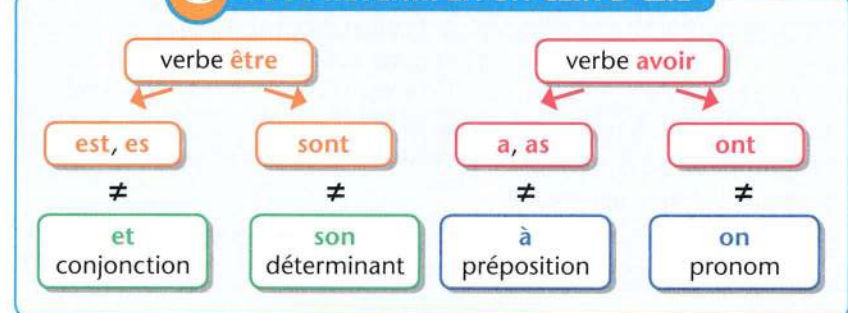 verbe être
verbe avoir
est, es
sont
a, as
ont
≠ ≠ ≠ ≠
et
conjonction
son
déterminant
à
préposition
on
pronom